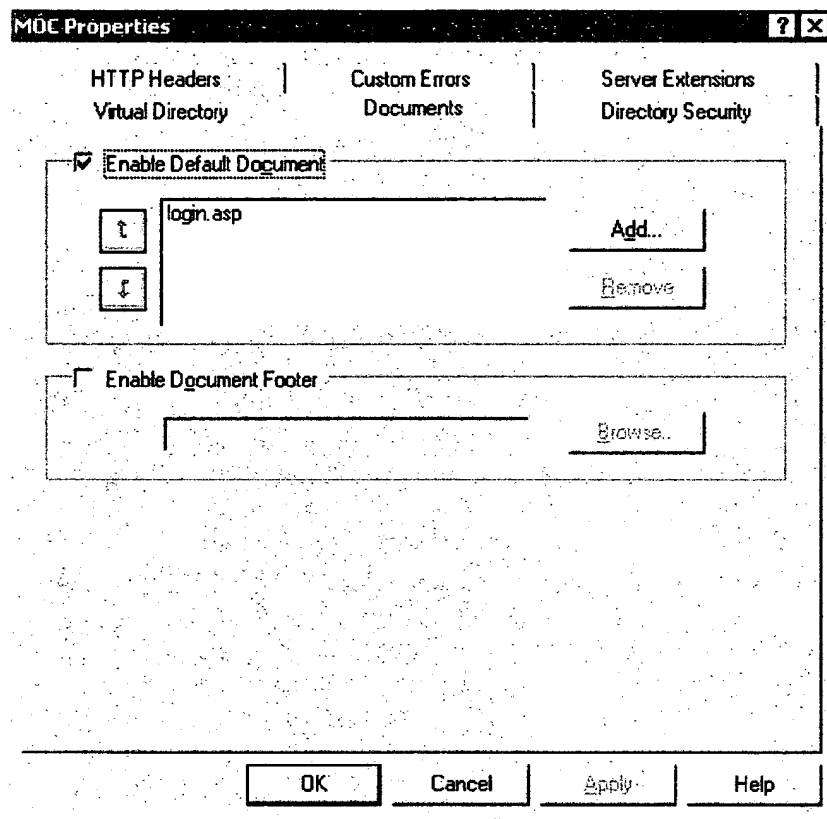 MOC Properties
HTTP Headers Custom Errors Server Extensions
Virtual Directory Documents Directory Security
Enable Default Document
login.asp
Add...
Remove
Enable Document Footer
Browse..
OK Cancel Apply Help